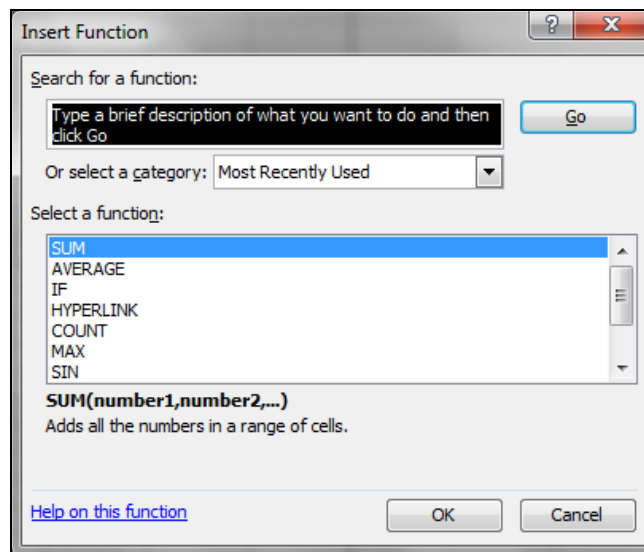 Insert Function
Search for a function:
Type a brief description of what you want to do and then
click Go
Go
Or select a category: Most Recently Used
Select a function:
SUM
AVERAGE
IF
HYPERLINK
COUNT
MAX
SIN
SUM(number1,number2,...)
Adds all the numbers in a range of cells.
Help on this function
OK
Cancel